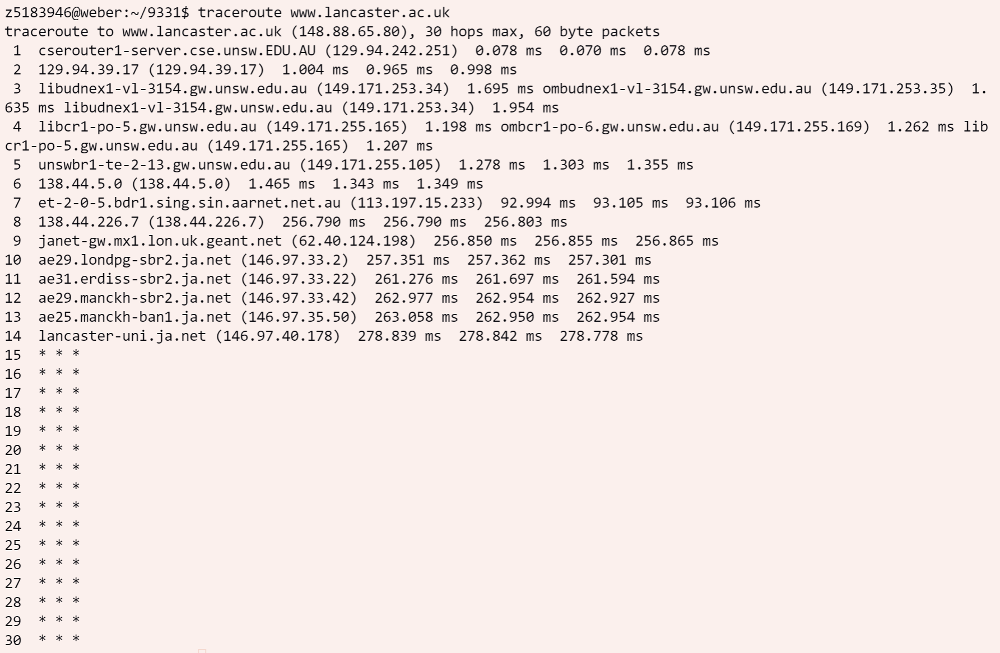 z5183946@weber:~/9331$ traceroute www.lancaster.ac.uk
traceroute to www.lancaster.ac.uk (148.88.65.80), 30 hops max, 60 byte packets
 1  cserouter1-server.cse.unsw.EDU.AU (129.94.242.251)  0.078 ms  0.070 ms  0.078 ms
 2  129.94.39.17 (129.94.39.17)  1.004 ms  0.965 ms  0.998 ms
 3  libudnex1-vl-3154.gw.unsw.edu.au (149.171.253.34)  1.695 ms ombudnex1-vl-3154.gw.unsw.edu.au (149.171.253.35)  1.
635 ms libudnex1-vl-3154.gw.unsw.edu.au (149.171.253.34)  1.954 ms
 4  libcr1-po-5.gw.unsw.edu.au (149.171.255.165)  1.198 ms ombcr1-po-6.gw.unsw.edu.au (149.171.255.169)  1.262 ms lib
cr1-po-5.gw.unsw.edu.au (149.171.255.165)  1.207 ms
 5  unswbr1-te-2-13.gw.unsw.edu.au (149.171.255.105)  1.278 ms  1.303 ms  1.355 ms
 6  138.44.5.0 (138.44.5.0)  1.465 ms  1.343 ms  1.349 ms
 7  et-2-0-5.bdr1.sing.sin.aarnet.net.au (113.197.15.233)  92.994 ms  93.105 ms  93.106 ms
 8  138.44.226.7 (138.44.226.7)  256.790 ms  256.790 ms  256.803 ms
 9  janet-gw.mx1.lon.uk.geant.net (62.40.124.198)  256.850 ms  256.855 ms  256.865 ms
10  ae29.londpg-sbr2.ja.net (146.97.33.2)  257.351 ms  257.362 ms  257.301 ms
11  ae31.erdiss-sbr2.ja.net (146.97.33.22)  261.276 ms  261.697 ms  261.594 ms
12  ae29.manckh-sbr2.ja.net (146.97.33.42)  262.977 ms  262.954 ms  262.927 ms
13  ae25.manckh-ban1.ja.net (146.97.35.50)  263.058 ms  262.950 ms  262.954 ms
14  lancaster-uni.ja.net (146.97.40.178)  278.839 ms  278.842 ms  278.778 ms
15  * * *
16  * * *
17  * * *
18  * * *
19  * * *
20  * * *
21  * * *
22  * * *
23  * * *
24  * * *
25  * * *
26  * * *
27  * * *
28  * * *
29  * * *
30  * * *